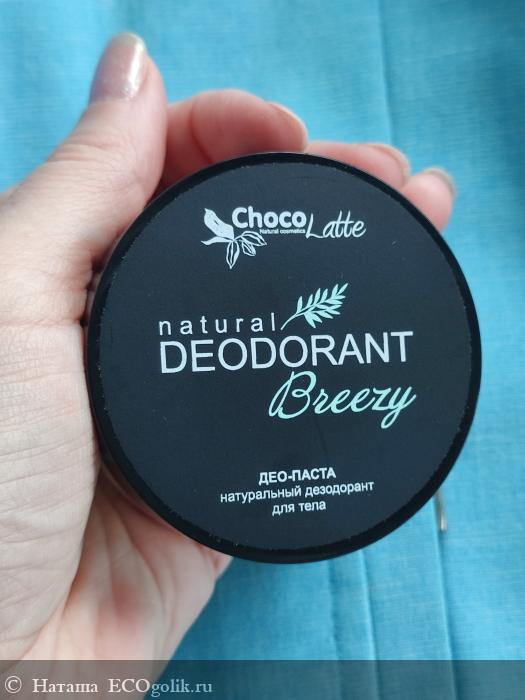 Choco Latte
Natural cosmetics
natural
DEODORANT
Breezy
ДЕО-ПАСТА
натуральный дезодорант
для тела
© Наташа ECOgolik.ru